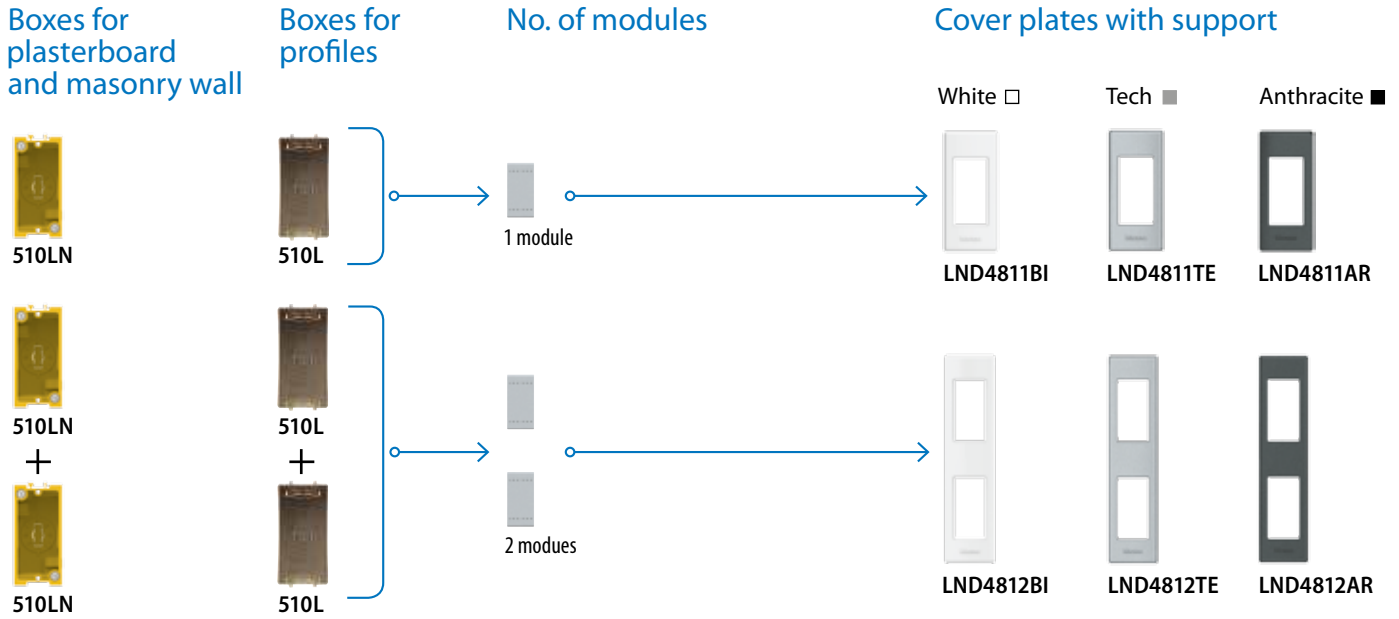 Boxes for
plasterboard
and masonry wall
Boxes for
profiles
No. of modules
Cover plates with support
White
Tech
Anthracite
510LN
510L
1 module
LND4811BI
LND4811TE
LND4811AR
510LN
+
510LN
510L
+
510L
2 modues
LND4812BI
LND4812TE
LND4812AR